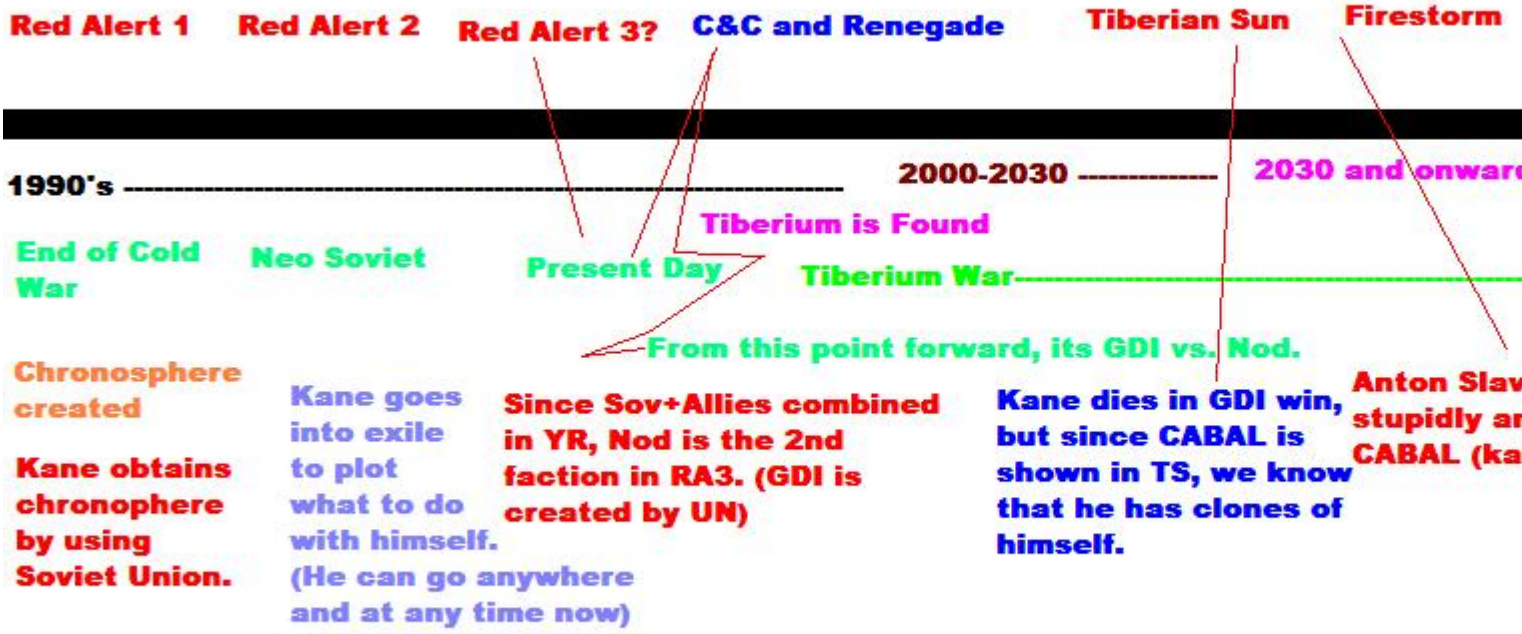 Red Alert 1 Red Alert 2 Red Alert 3? C&C and Renegade Tiberian Sun Firestorm
1990's ------------------------------------------------------------------------ 2000-2030 -------------- 2030 and onward
Tiberium is Found
End of Cold
War
Neo Soviet
Present Day
Tiberium War---------------------------------------------------
From this point forward, its GDI vs. Nod.
Chronosphere
created
Kane obtains
chronophere
by using
Soviet Union.
Kane goes
into exile
to plot
what to do
with himself.
(He can go anywhere
and at any time now)
Since Sov+Allies combined
in YR, Nod is the 2nd
faction in RA3. (GDI is
created by UN)
Kane dies in GDI win,
but since CABAL is
shown in TS, we know
that he has clones of
himself.
Anton Slav
stupidly
CABAL